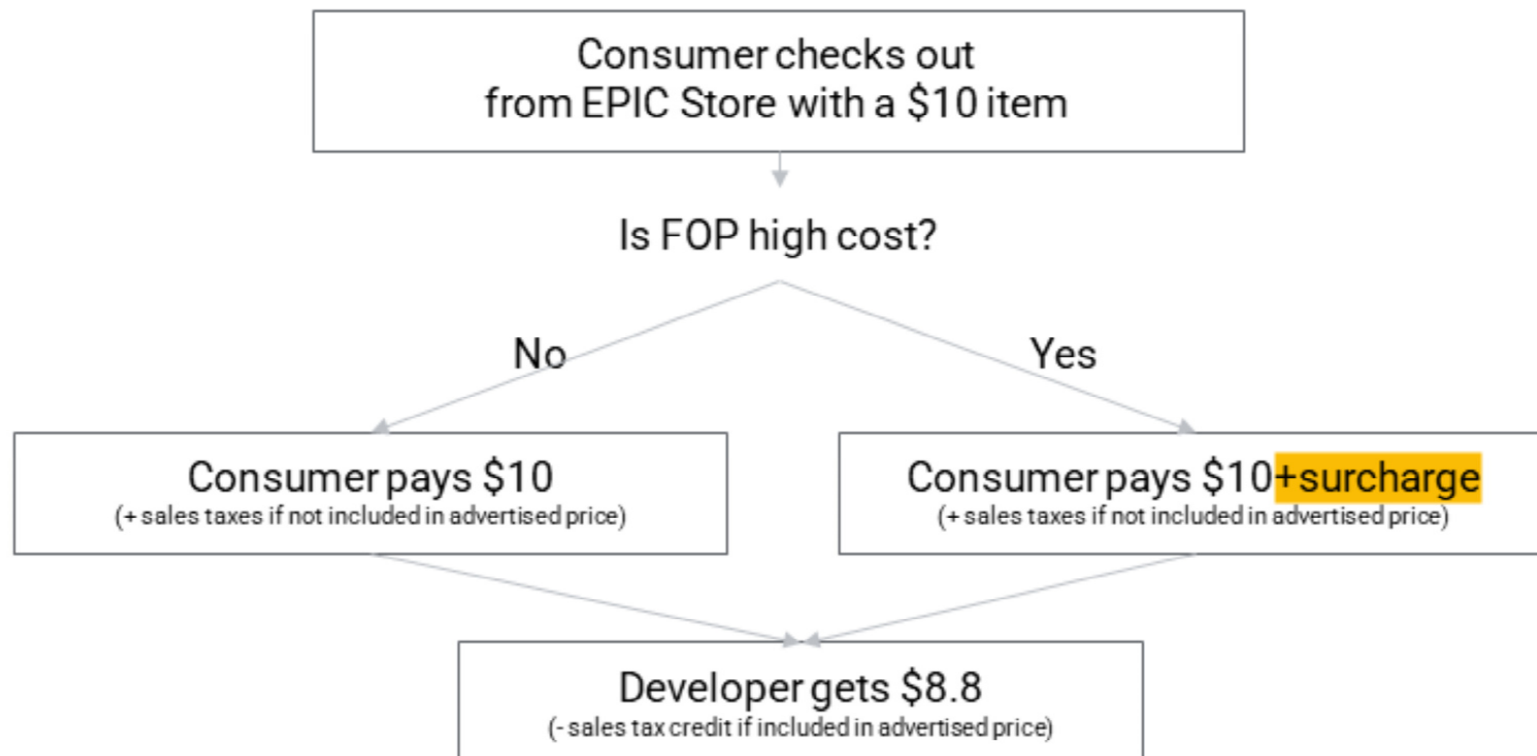 Consumer checks out
from EPIC Store with a $10 item
Is FOP high cost?
No
Yes
Consumer pays $10
(+ sales taxes if not included in advertised price)
Consumer pays $10+surcharge
(+ sales taxes if not included in advertised price)
Developer gets $8.8
(- sales tax credit if included in advertised price)